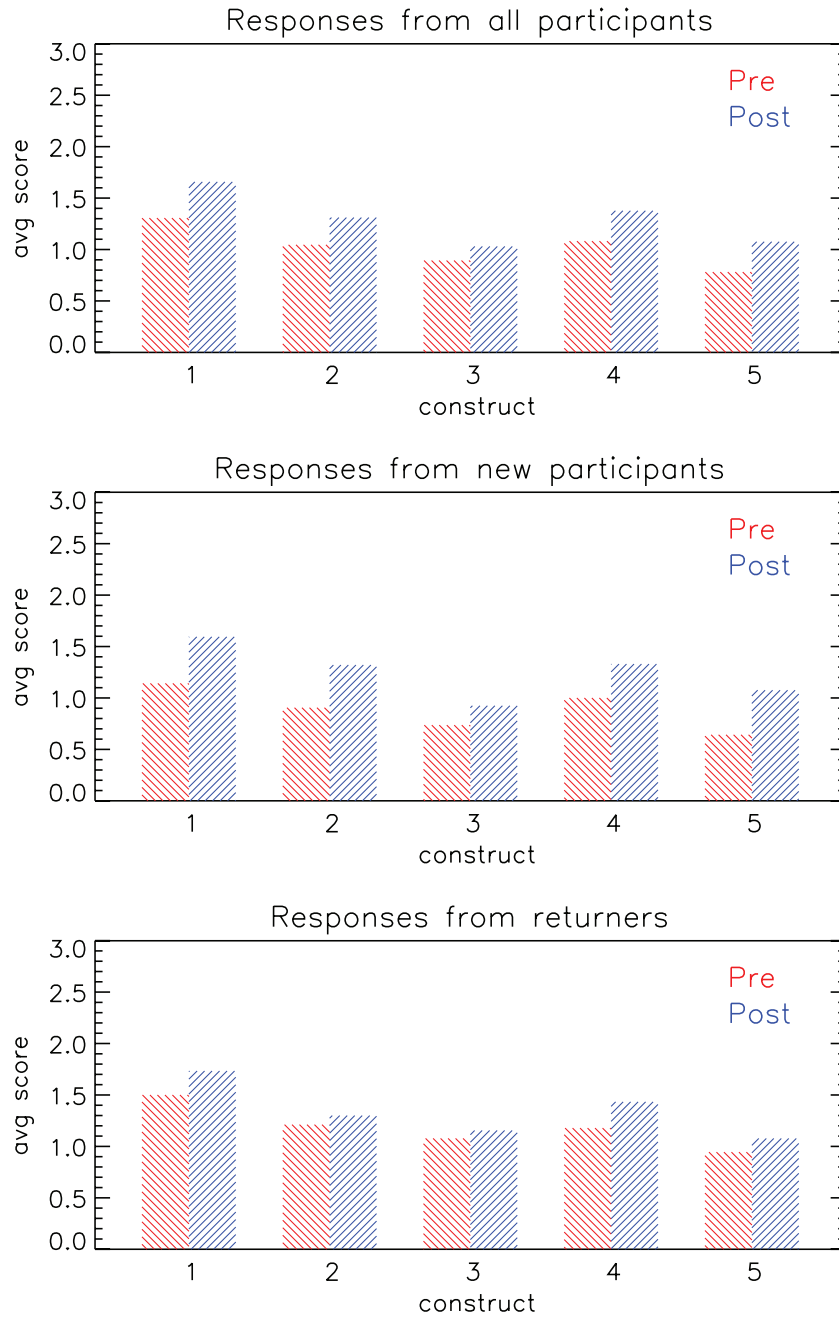 Responses from all participants
3.0
Pre
2.5
Post
2.0
1.5
1.0
0.5
0.0
avg score
1 2 3 4 5
construct
Responses from new participants
3.0
Pre
2.5
Post
2.0
1.5
1.0
0.5
0.0
avg score
1 2 3 4 5
construct
Responses from returners
3.0
Pre
2.5
Post
2.0
1.5
1.0
0.5
0.0
avg score
1 2 3 4 5
construct